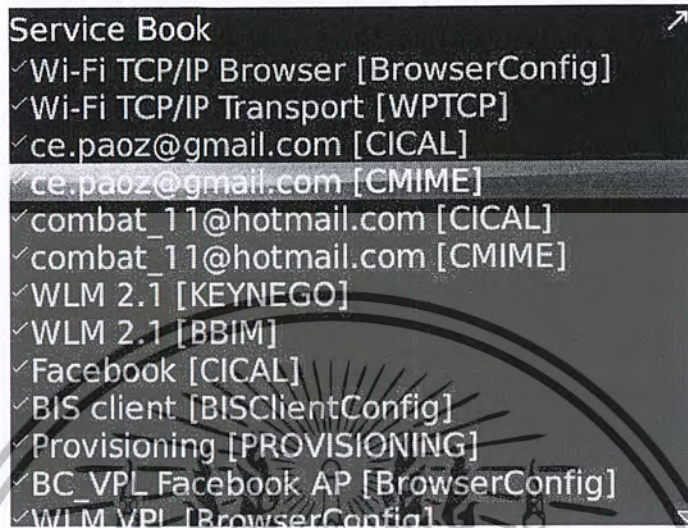 Service Book
✓Wi-Fi TCP/IP Browser [BrowserConfig]
✓Wi-Fi TCP/IP Transport [WPTCP]
✓ce.paoz@gmail.com [CICAL]
✓ce.paoz@gmail.com [CMIME]
✓combat_11@hotmail.com [CICAL]
✓combat_11@hotmail.com [CMIME]
✓WLM 2.1 [KEYNEGO]
✓WLM 2.1 [BBIM]
✓Facebook [CICAL]
✓BIS client [BISClientConfig]
✓Provisioning [PROVISIONING]
✓BC_VPL Facebook AP [BrowserConfig]
✓WLM VPL [BrowserConfig]